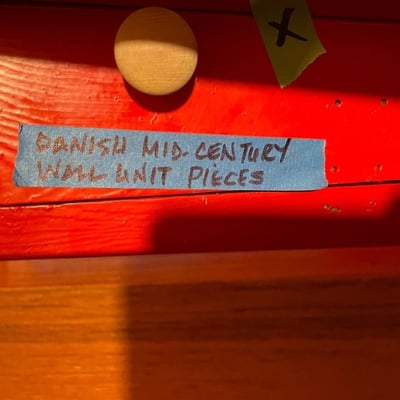 X
DANISH MID-CENTURY
WALL UNIT PIECES